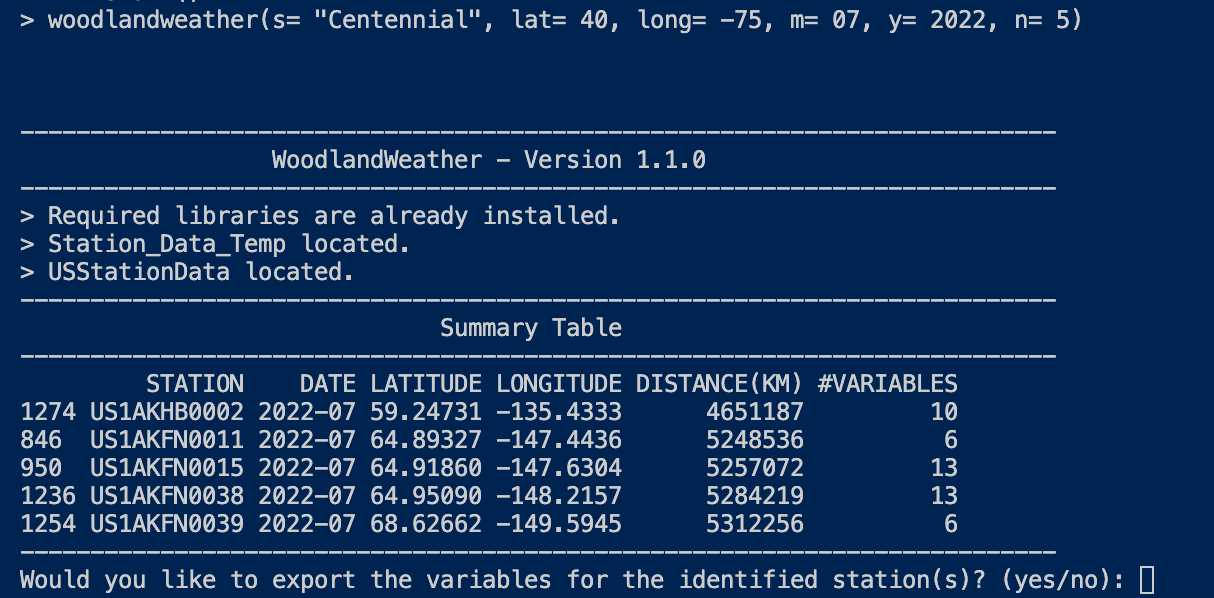 > woodlandweather(s= "Centennial", lat= 40, long= -75, m= 07, y= 2022, n= 5)
--------------------------------------------------------------------------
WoodlandWeather - Version 1.1.0
--------------------------------------------------------------------------
> Required libraries are already installed.
> Station_Data_Temp located.
> USStationData located.
--------------------------------------------------------------------------
Summary Table
--------------------------------------------------------------------------
STATION DATE LATITUDE LONGITUDE DISTANCE(KM) #VARIABLES
1274 US1AKHB0002 2022-07 59.24731 -135.4333 4651187 10
846 US1AKFN0011 2022-07 64.89327 -147.4436 5248536 6
950 US1AKFN0015 2022-07 64.91860 -147.6304 5257072 13
1236 US1AKFN0038 2022-07 64.95090 -148.2157 5284219 13
1254 US1AKFN0039 2022-07 68.62662 -149.5945 5312256 6
--------------------------------------------------------------------------
Would you like to export the variables for the identified station(s)? (yes/no):